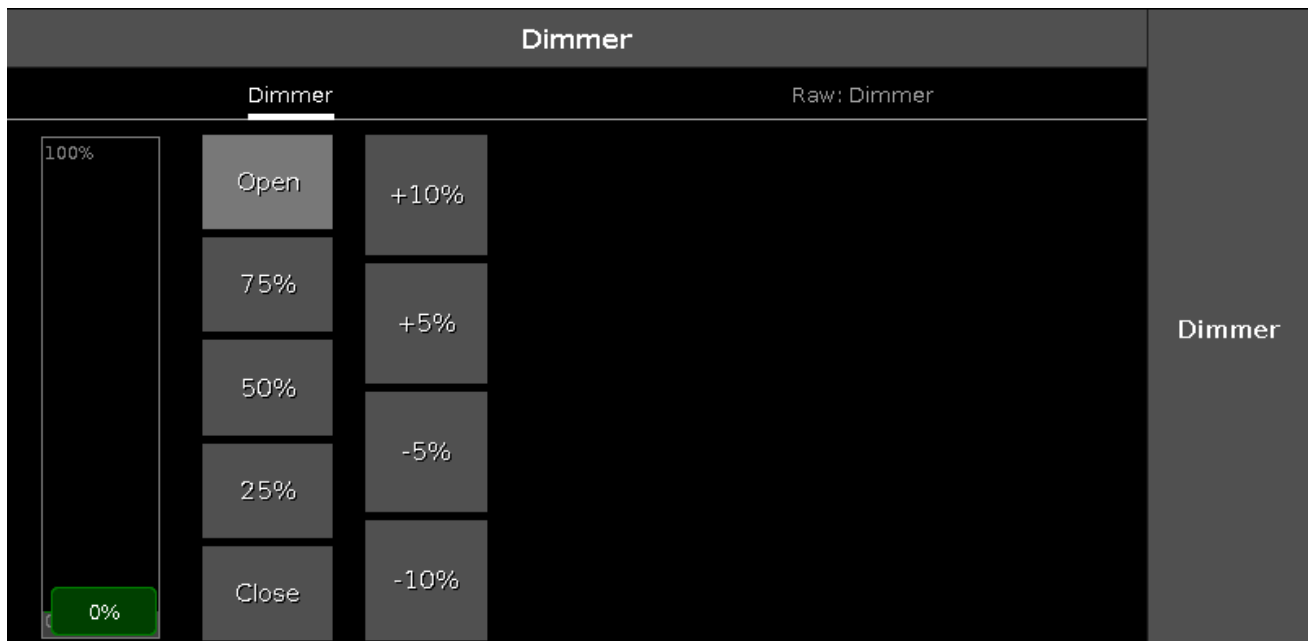 Dimmer
Dimmer
Raw: Dimmer
100%
0%
Open
75%
50%
25%
Close
+10%
+5%
-5%
-10%
Dimmer